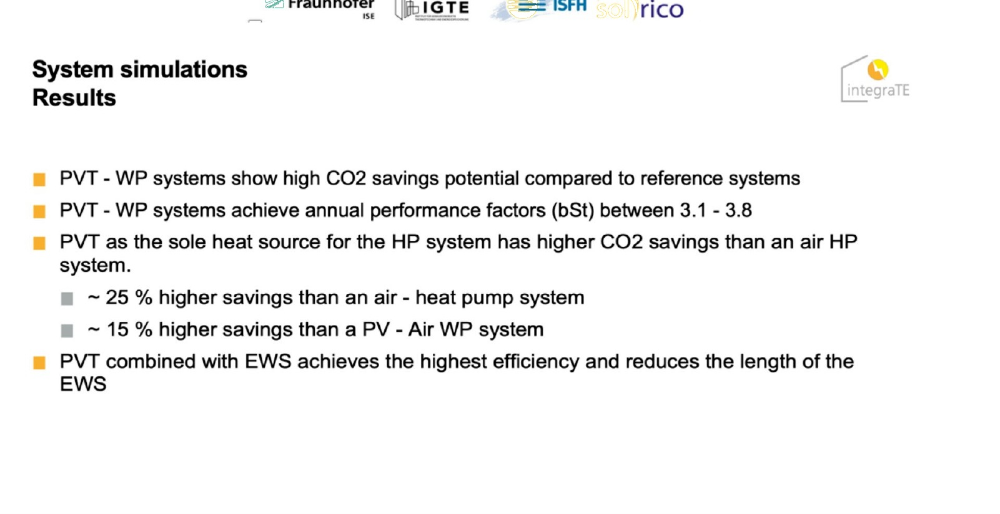 Fraunhofer
ISE
IGTE
ISFH
sol)rico
System simulations
Results
integraTE
PVT - WP systems show high CO2 savings potential compared to reference systems
PVT - WP systems achieve annual performance factors (bSt) between 3.1 - 3.8
PVT as the sole heat source for the HP system has higher CO2 savings than an air HP
system.
~ 25 % higher savings than an air - heat pump system
~ 15 % higher savings than a PV - Air WP system
PVT combined with EWS achieves the highest efficiency and reduces the length of the
EWS